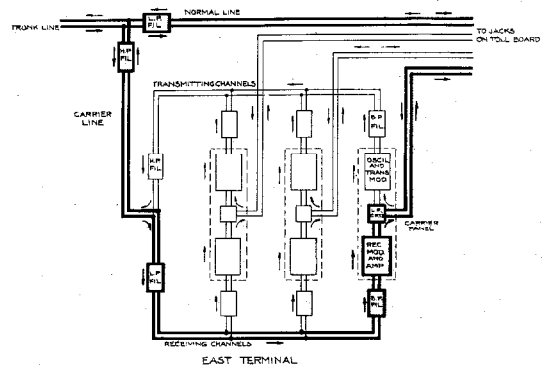 L.P. FIL.
NORMAL LINE
TRUNK LINE
TO JACKS
ON TOLL BOARD
H.P. FIL.
TRANSMITTING CHANNELS
CARRIER
LINE
B.P. FIL.
H.P. FIL.
OSCIL
AND
TRANS
MOD
CARRIER
PANEL
REC
MOD
AND
AMP
L.P. FIL.
B.P. FIL.
RECEIVING CHANNELS
EAST TERMINAL